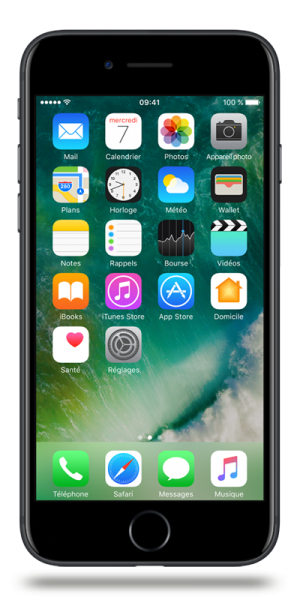 09:41
100 %
mercredi
7
Mail
Calendrier
Photos
Appareil photo
280
Plans
Horloge
Météo
Wallet
Notes
Rappels
Bourse
Vidéos
iBooks
iTunes Store
App Store
Domicile
Santé
Réglages
Téléphone
Safari
Messages
Musique